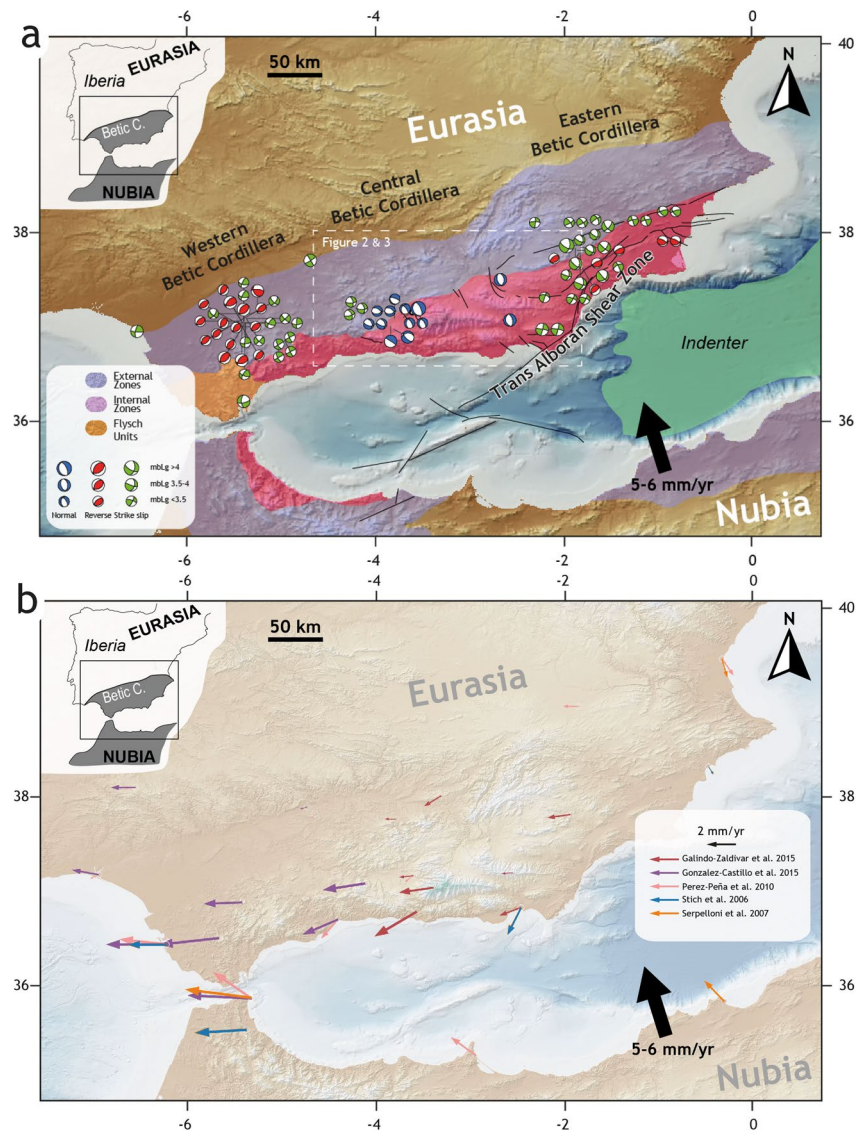 -6
-4
-2
0
a
EURASIA
Iberia
Betic C.
NUBIA
50 km
N
40
Eurasia
Eastern
Betic Cordillera
Central
Betic Cordillera
Western
Betic Cordillera
38
38
Figure 2 & 3
Trans Alboran Shear Zone
Indenter
External
Zones
Internal
Zones
Flysch
Units
36
mbLg >4
mbLg 3.5-4
mbLg <3.5
Normal
Reverse
Strike slip
5-6 mm/yr
Nubia
-6
-4
-2
0
-6
-4
-2
0
b
EURASIA
Iberia
Betic C.
NUBIA
50 km
N
40
Eurasia
38
38
2 mm/yr
Galindo-Zaldivar et al. 2015
Gonzalez-Castillo et al. 2015
Perez-Peña et al. 2010
Stich et al. 2006
Serpelloni et al. 2007
36
36
5-6 mm/yr
Nubia
-6
-4
-2
0